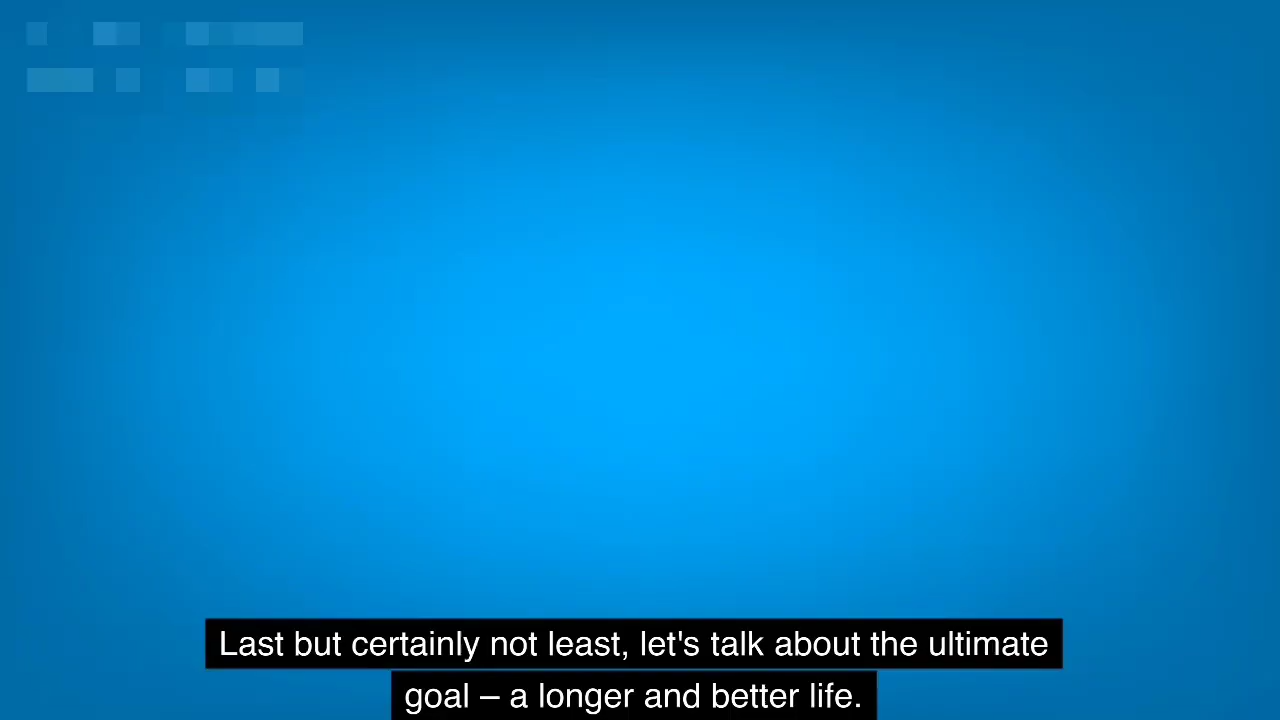 Last but certainly not least, let's talk about the ultimate
goal – a longer and better life.